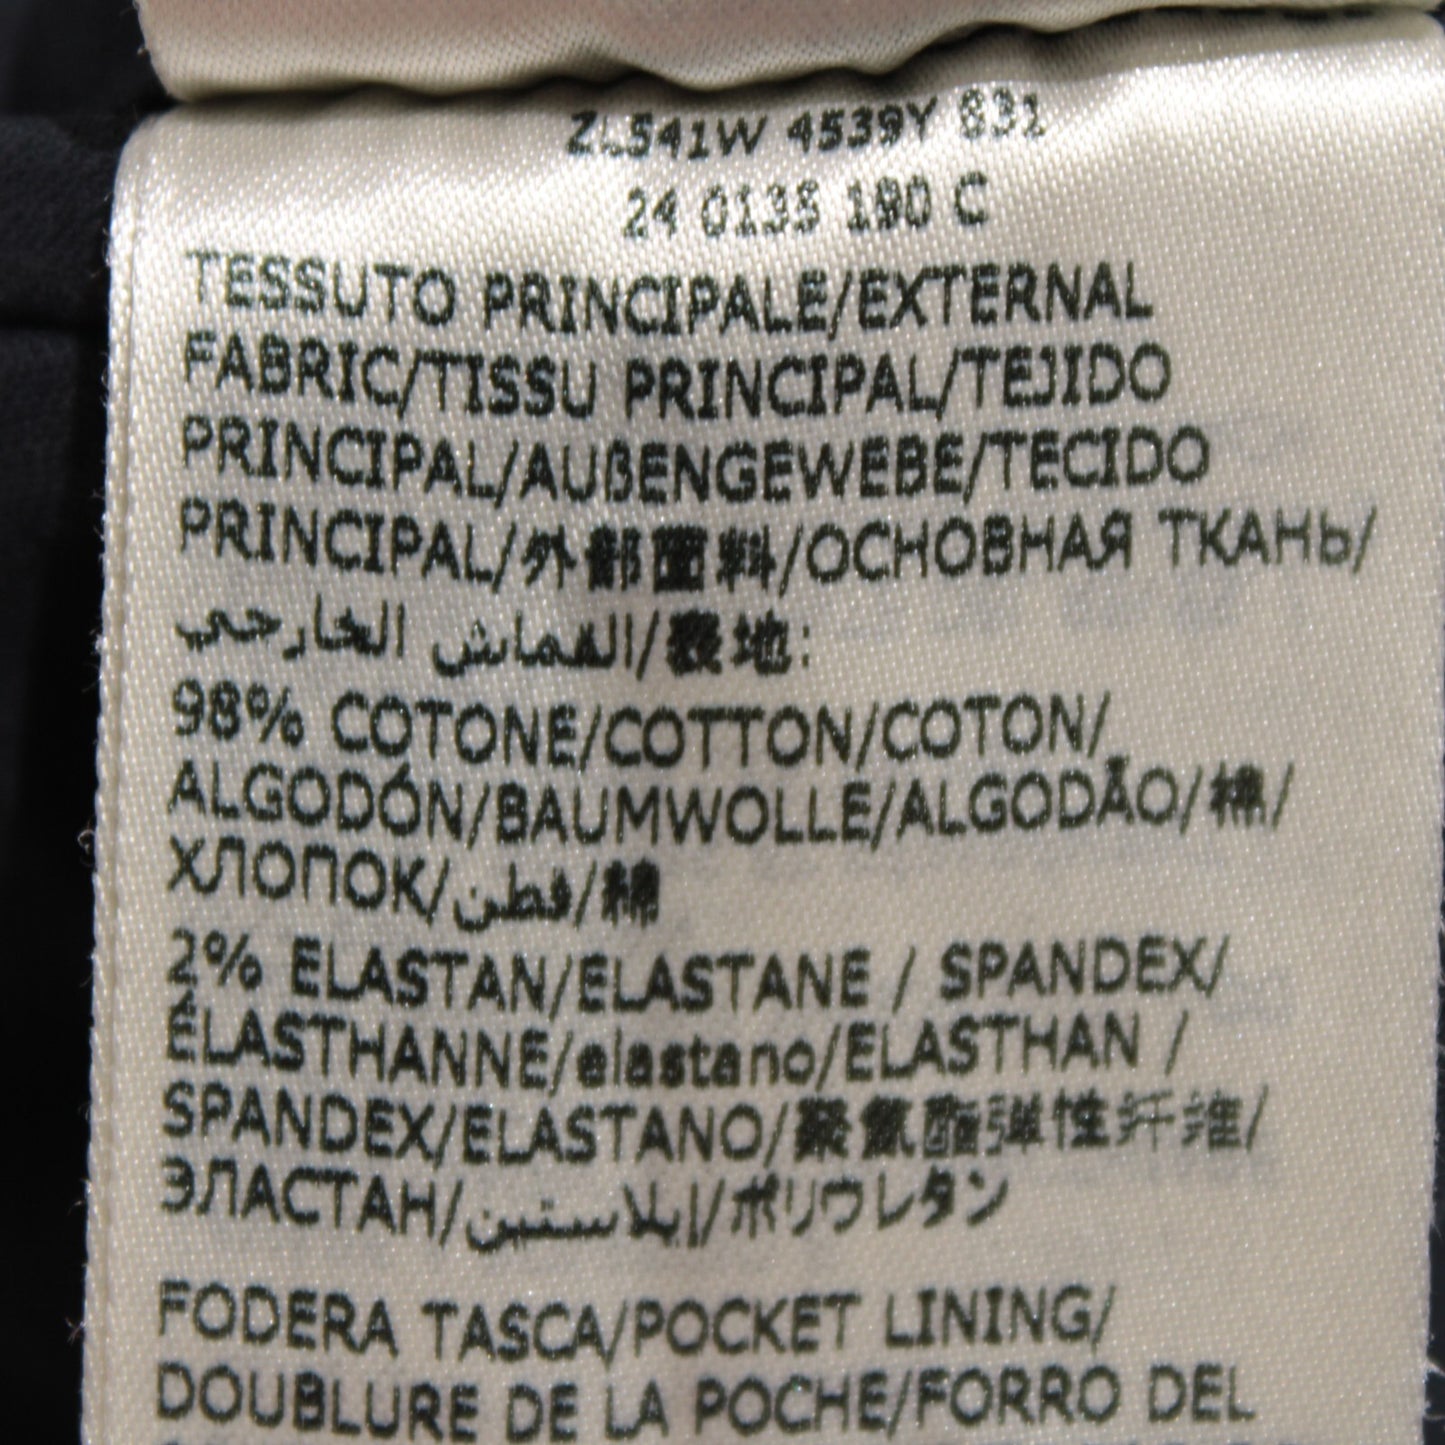 ZL541W 4539Y 831
24 0135 190 C
TESSUTO PRINCIPALE/EXTERNAL
FABRIC/TISSU PRINCIPAL/TEJIDO
PRINCIPAL/AUßENGEWEBE/TECIDO
PRINCIPAL/外部面料/ОСНОВНАЯ ТКАНЬ/
القماش الخارجي/表地:
98% COTONE/COTTON/COTON/
ALGODÓN/BAUMWOLLE/ALGODÃO/棉/
ХЛОПОК/قطن/綿
2% ELASTAN/ELASTANE / SPANDEX/
ÉLASTHANNE/elastano/ELASTHAN /
SPANDEX/ELASTANO/聚氨酯弹性纤维/
ЭЛАСТАН/إيلاستين/ポリウレタン
FODERA TASCA/POCKET LINING/
DOUBLURE DE LA POCHE/FORRO DEL